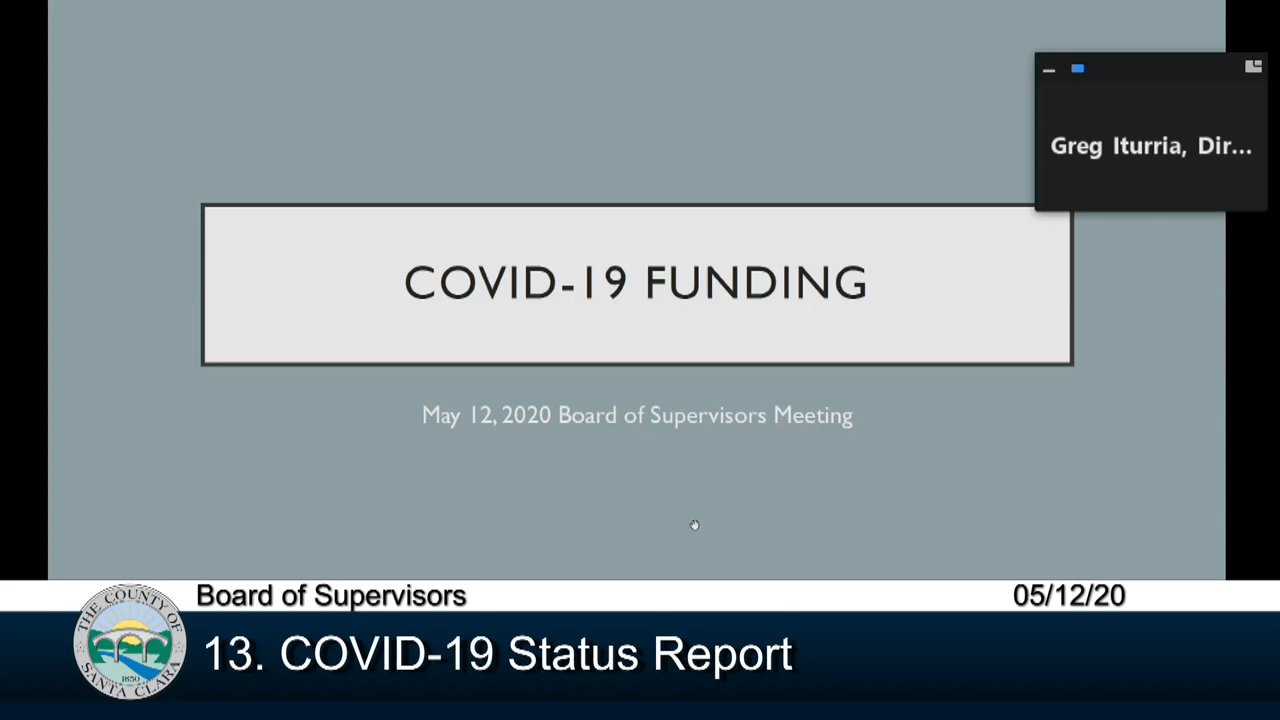 Greg Iturria, Dir...
COVID-19 FUNDING
May 12, 2020 Board of Supervisors Meeting
Board of Supervisors
05/12/20
THE COUNTY OF
SANTA CLARA
1850
13. COVID-19 Status Report